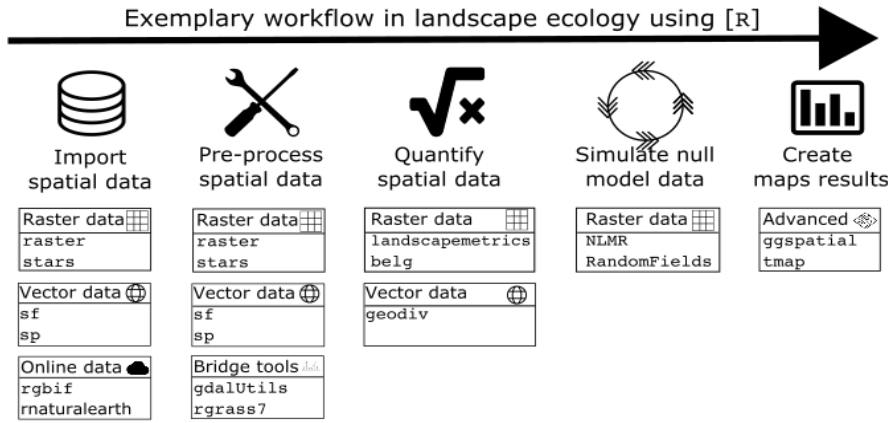 Exemplary workflow in landscape ecology using [R]
Import
spatial data
Pre-process
spatial data
Quantify
spatial data
Simulate null
model data
Create
maps results
Raster data
raster
stars
Vector data
sf
sp
Online data
rgbif
rnaturalearth
Raster data
raster
stars
Vector data
sf
sp
Bridge tools
gdalUtils
rgrass7
Raster data
landscapemetrics
belg
Vector data
geodiv
Raster data
NLMR
RandomFields
Advanced
ggspatial
tmap